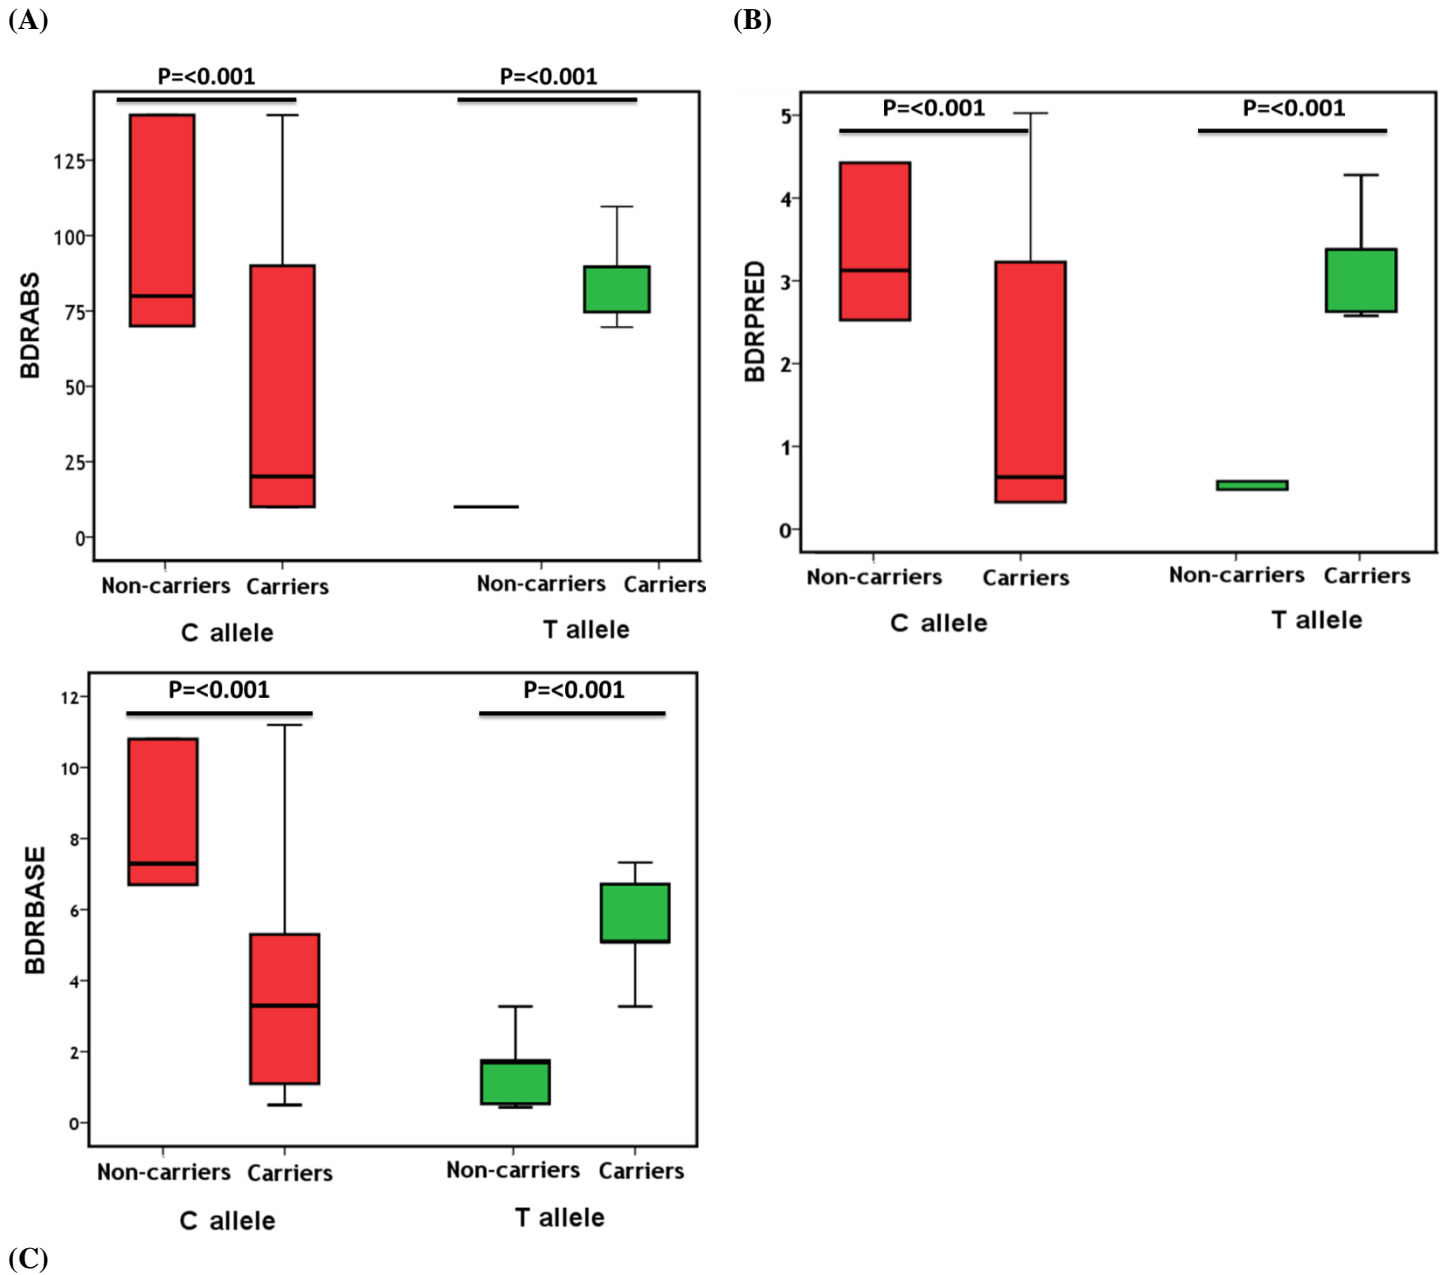 (A)
P=<0.001 P=<0.001
BDRABS
125
100
75
50
25
0
Non-carriers Carriers Non-carriers Carriers
C allele T allele
(B)
P=<0.001 P=<0.001
BDRPRED
5
4
3
2
1
0
Non-carriers Carriers Non-carriers Carriers
C allele T allele
P=<0.001 P=<0.001
BDRBASE
12
10
8
6
4
2
0
Non-carriers Carriers Non-carriers Carriers
C allele T allele
(C)